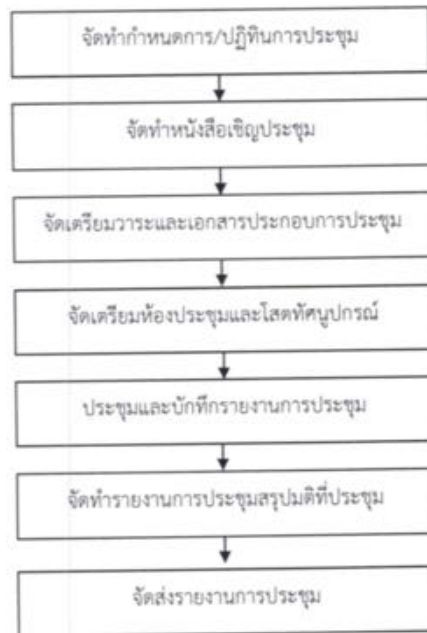 จัดทำกำหนดการ/ปฏิทินการประชุม
จัดทำหนังสือเชิญประชุม
จัดเตรียมวาระและเอกสารประกอบการประชุม
จัดเตรียมห้องประชุมและโสตทัศนูปกรณ์
ประชุมและบักทึกรายงานการประชุม
จัดทำรายงานการประชุมสรุปมติที่ประชุม
จัดส่งรายงานการประชุม